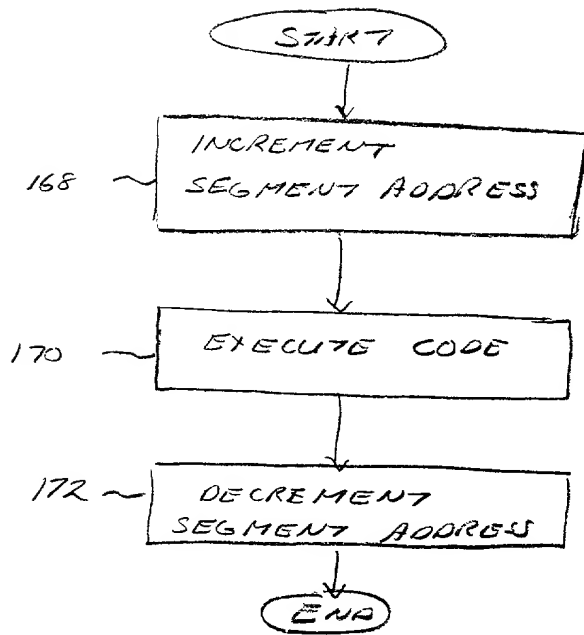 START
INCREMENT
168 SEGMENT ADDRESS
170 EXECUTE CODE
172 DECREMENT
SEGMENT ADDRESS
END